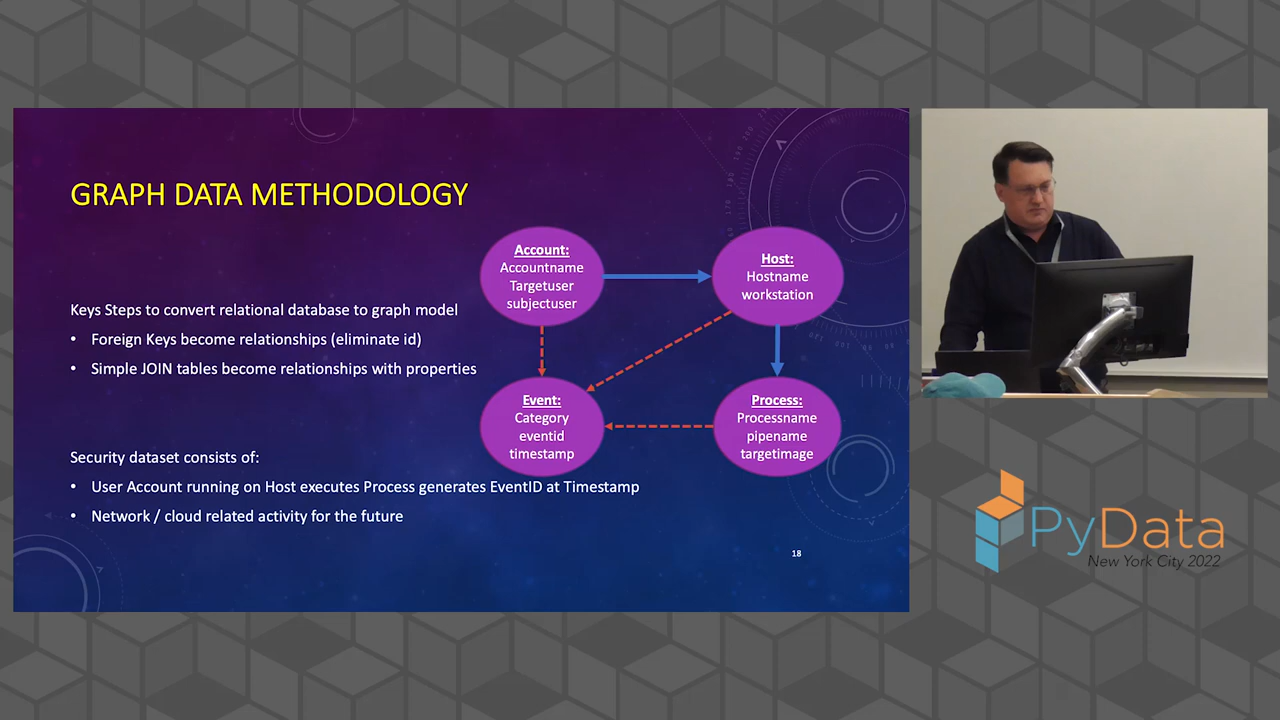 GRAPH DATA METHODOLOGY
Account:
Accountname
Targetuser
subjectuser
Host:
Hostname
workstation
Keys Steps to convert relational database to graph model
• Foreign Keys become relationships (eliminate id)
• Simple JOIN tables become relationships with properties
Event:
Category
eventid
timestamp
Process:
Processname
pipename
targetimage
Security dataset consists of:
• User Account running on Host executes Process generates EventID at Timestamp
• Network / cloud related activity for the future
18
PyData
New York City 2022